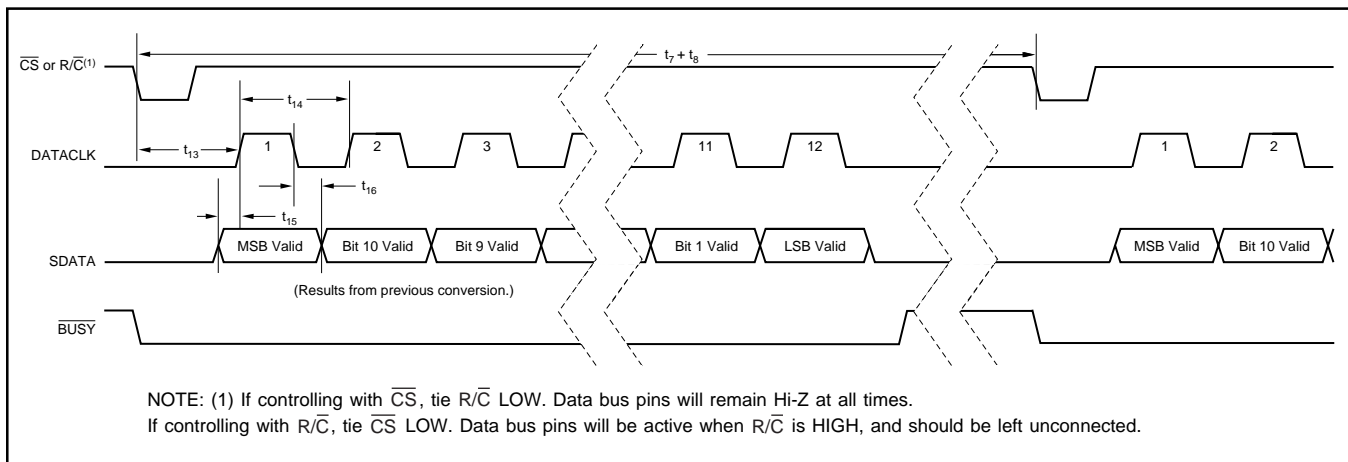 t7 + t8
CS or R/C(1)
t14
DATACLK
t13
1
2
3
11
12
1
2
t16
t15
SDATA
MSB Valid
Bit 10 Valid
Bit 9 Valid
Bit 1 Valid
LSB Valid
MSB Valid
Bit 10 Valid
(Results from previous conversion.)
BUSY
NOTE: (1) If controlling with CS, tie R/C LOW. Data bus pins will remain Hi-Z at all times.
If controlling with R/C, tie CS LOW. Data bus pins will be active when R/C is HIGH, and should be left unconnected.